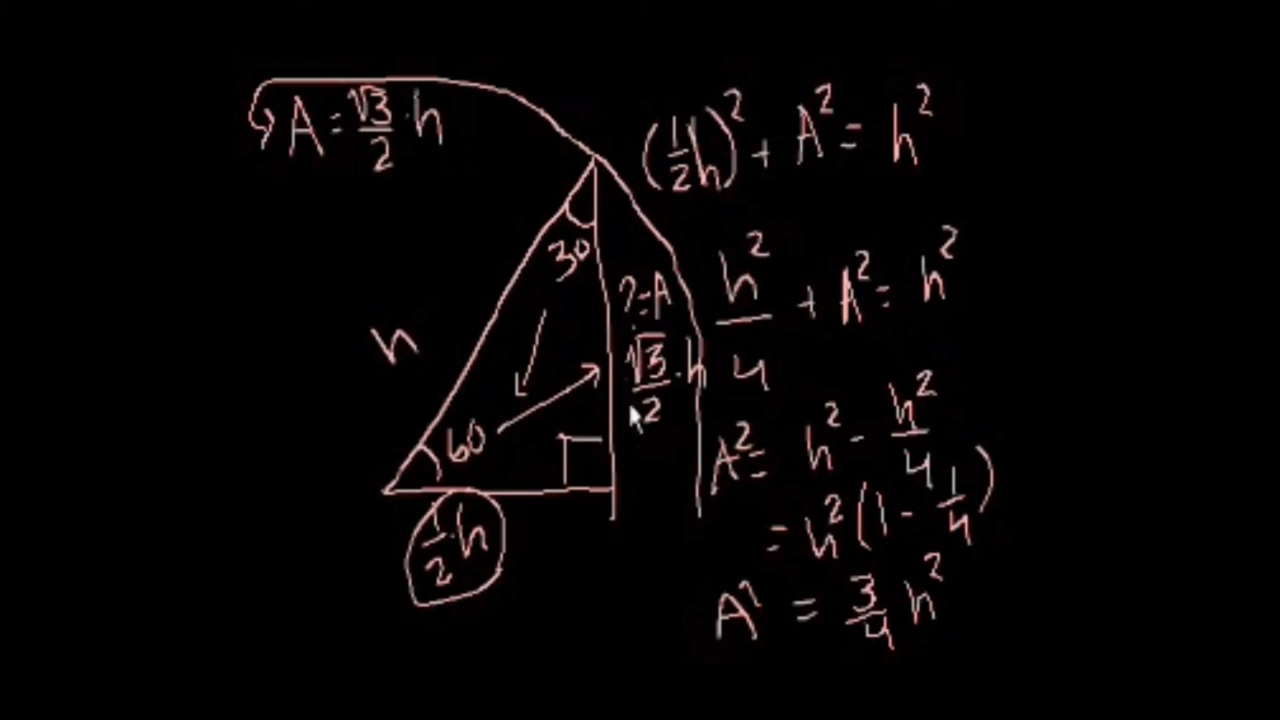 A = √3/2 · h
(1/2 h)² + A² = h²
30
h²/4 + A² = h²
? = A
√3/2 · h
h
60
A² = h² - h²/4
= h²(1 - 1/4)
1/2 · h
A² = 3/4 h²